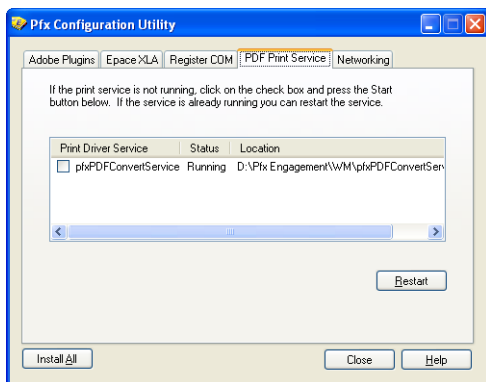 Pfx Configuration Utility
Adobe Plugins Epace XLA Register COM PDF Print Service Networking
If the print service is not running, click on the check box and press the Start
button below. If the service is already running you can restart the service.
Print Driver Service Status Location
pfxPDFConvertService Running D:\Pfx Engagement\WM\pfxPDFConvertSer
Restart
Install All Close Help